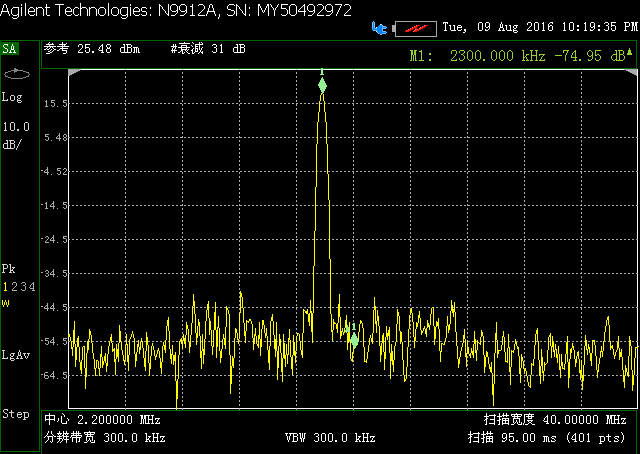 Agilent Technologies: N9912A, SN: MY50492972
Tue, 09 Aug 2016 10:19:35 PM
SA 参考 25.48 dBm #衰减 31 dB
M1: 2300.000 kHz -74.95 dB▲
1
Log
15.5
10.0
dB/
5.48
-4.52
-14.5
-24.5
Pk
-34.5
1234
W
-44.5
1
-54.5
LgAv
-64.5
Step
中心 2.200000 MHz 扫描宽度 40.00000 MHz
分辨带宽 300.0 kHz VBW 300.0 kHz 扫描 95.00 ms (401 pts)